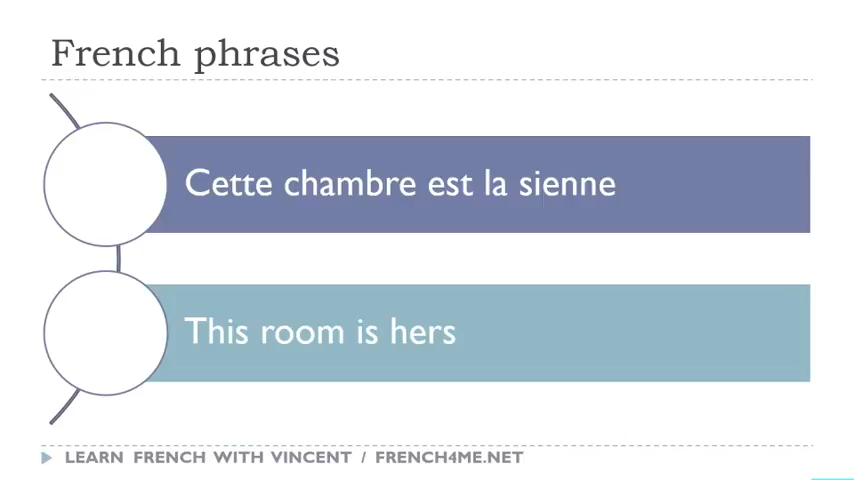 French phrases
Cette chambre est la sienne
This room is hers
LEARN FRENCH WITH VINCENT / FRENCH4ME.NET